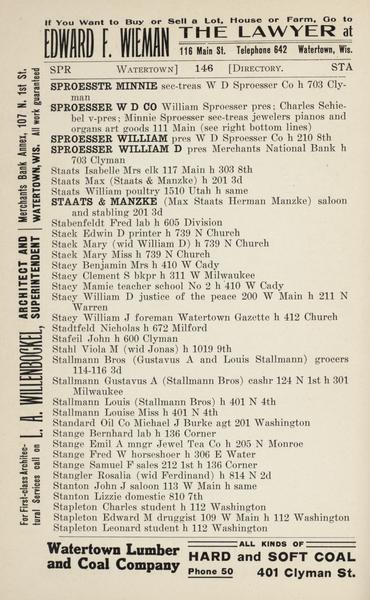 If You Want to Buy or Sell a Lot, House or Farm, Go to
EDWARD F. WIEMAN THE LAWYER at
116 Main St. Telephone 642 Watertown, Wis.
SPR WATERTOWN] 146 [DIRECTORY. STA
SPROESSTR MINNIE sec-treas W D Sproesser Co h 703 Cly-
man
SPROESSER W D CO William Sproesser pres; Charles Schie-
bel v-pres; Minnie Sproesser sec-treas jewelers pianos and
organs art goods 111 Main (see right bottom lines)
SPROESSER WILLIAM pres W D Sproesser Co h 210 8th
SPROESSER WILLIAM D pres Merchants National Bank h
703 Clyman
Staats Isabelle Mrs elk 117 Main h 303 8th
Staats Max (Staats & Manzke) h 201 3d
Staats William poultry 1510 Utah h same
STAATS & MANZKE (Max Staats Herman Manzke) saloon
and stabling 201 3d
Stabenfeldt Fred lab h 605 Division
Stack Edwin D printer h 739 N Church
Stack Mary (wid William D) h 739 N Church
Stack Mary Miss h 739 N Church
Stacy Benjamin Mrs h 410 W Cady
Stacy Clement S bkpr h 311 W Milwaukee
Stacy Mamie teacher School No 2 h 410 W Cady
Stacy William D justice of the peace 200 W Main h 211 N
Warren
Stacy William J foreman Watertown Gazette h 412 Church
Stadtfeld Nicholas h 672 Milford
Stafeil John h 600 Clyman
Stahl Viola M (wid Jonas) h 1019 9th
Stallmann Bros (Gustavus A and Louis Stallmann) grocers
114-116 3d
Stallmann Gustavus A (Stallmann Bros) cashr 124 N 1st h 301
Milwaukee
Stallmann Louis (Stallmann Bros) h 401 N 4th
Stallmann Louise Miss h 401 N 4th
Standard Oil Co Michael J Burke agt 201 Washington
Stange Bernhard lab h 136 Corner
Stange Emil A mngr Jewel Tea Co h 205 N Monroe
Stange Fred W horseshoer h 306 E Water
Stange Samuel F sales 212 1st h 136 Corner
Stangler Rosalia (wid Ferdinand) h 814 N 2d
Stanton John J saloon 113 W Main h same
Stanton Lizzie domestic 810 7th
Stapleton Charles student h 112 Washington
Stapleton Edward M druggist 109 W Main h 112 Washington
Stapleton Leonard student h 112 Washington
For First-class Architec-
tural Services call on
L. A. WILLENBOCKEL,
ARCHITECT AND
SUPERINTENDENT
Merchants Bank Annex, 107 N. 1st St.
WATERTOWN, WIS. All work guaranteed
Watertown Lumber
and Coal Company
ALL KINDS OF
HARD and SOFT COAL
Phone 50 401 Clyman St.